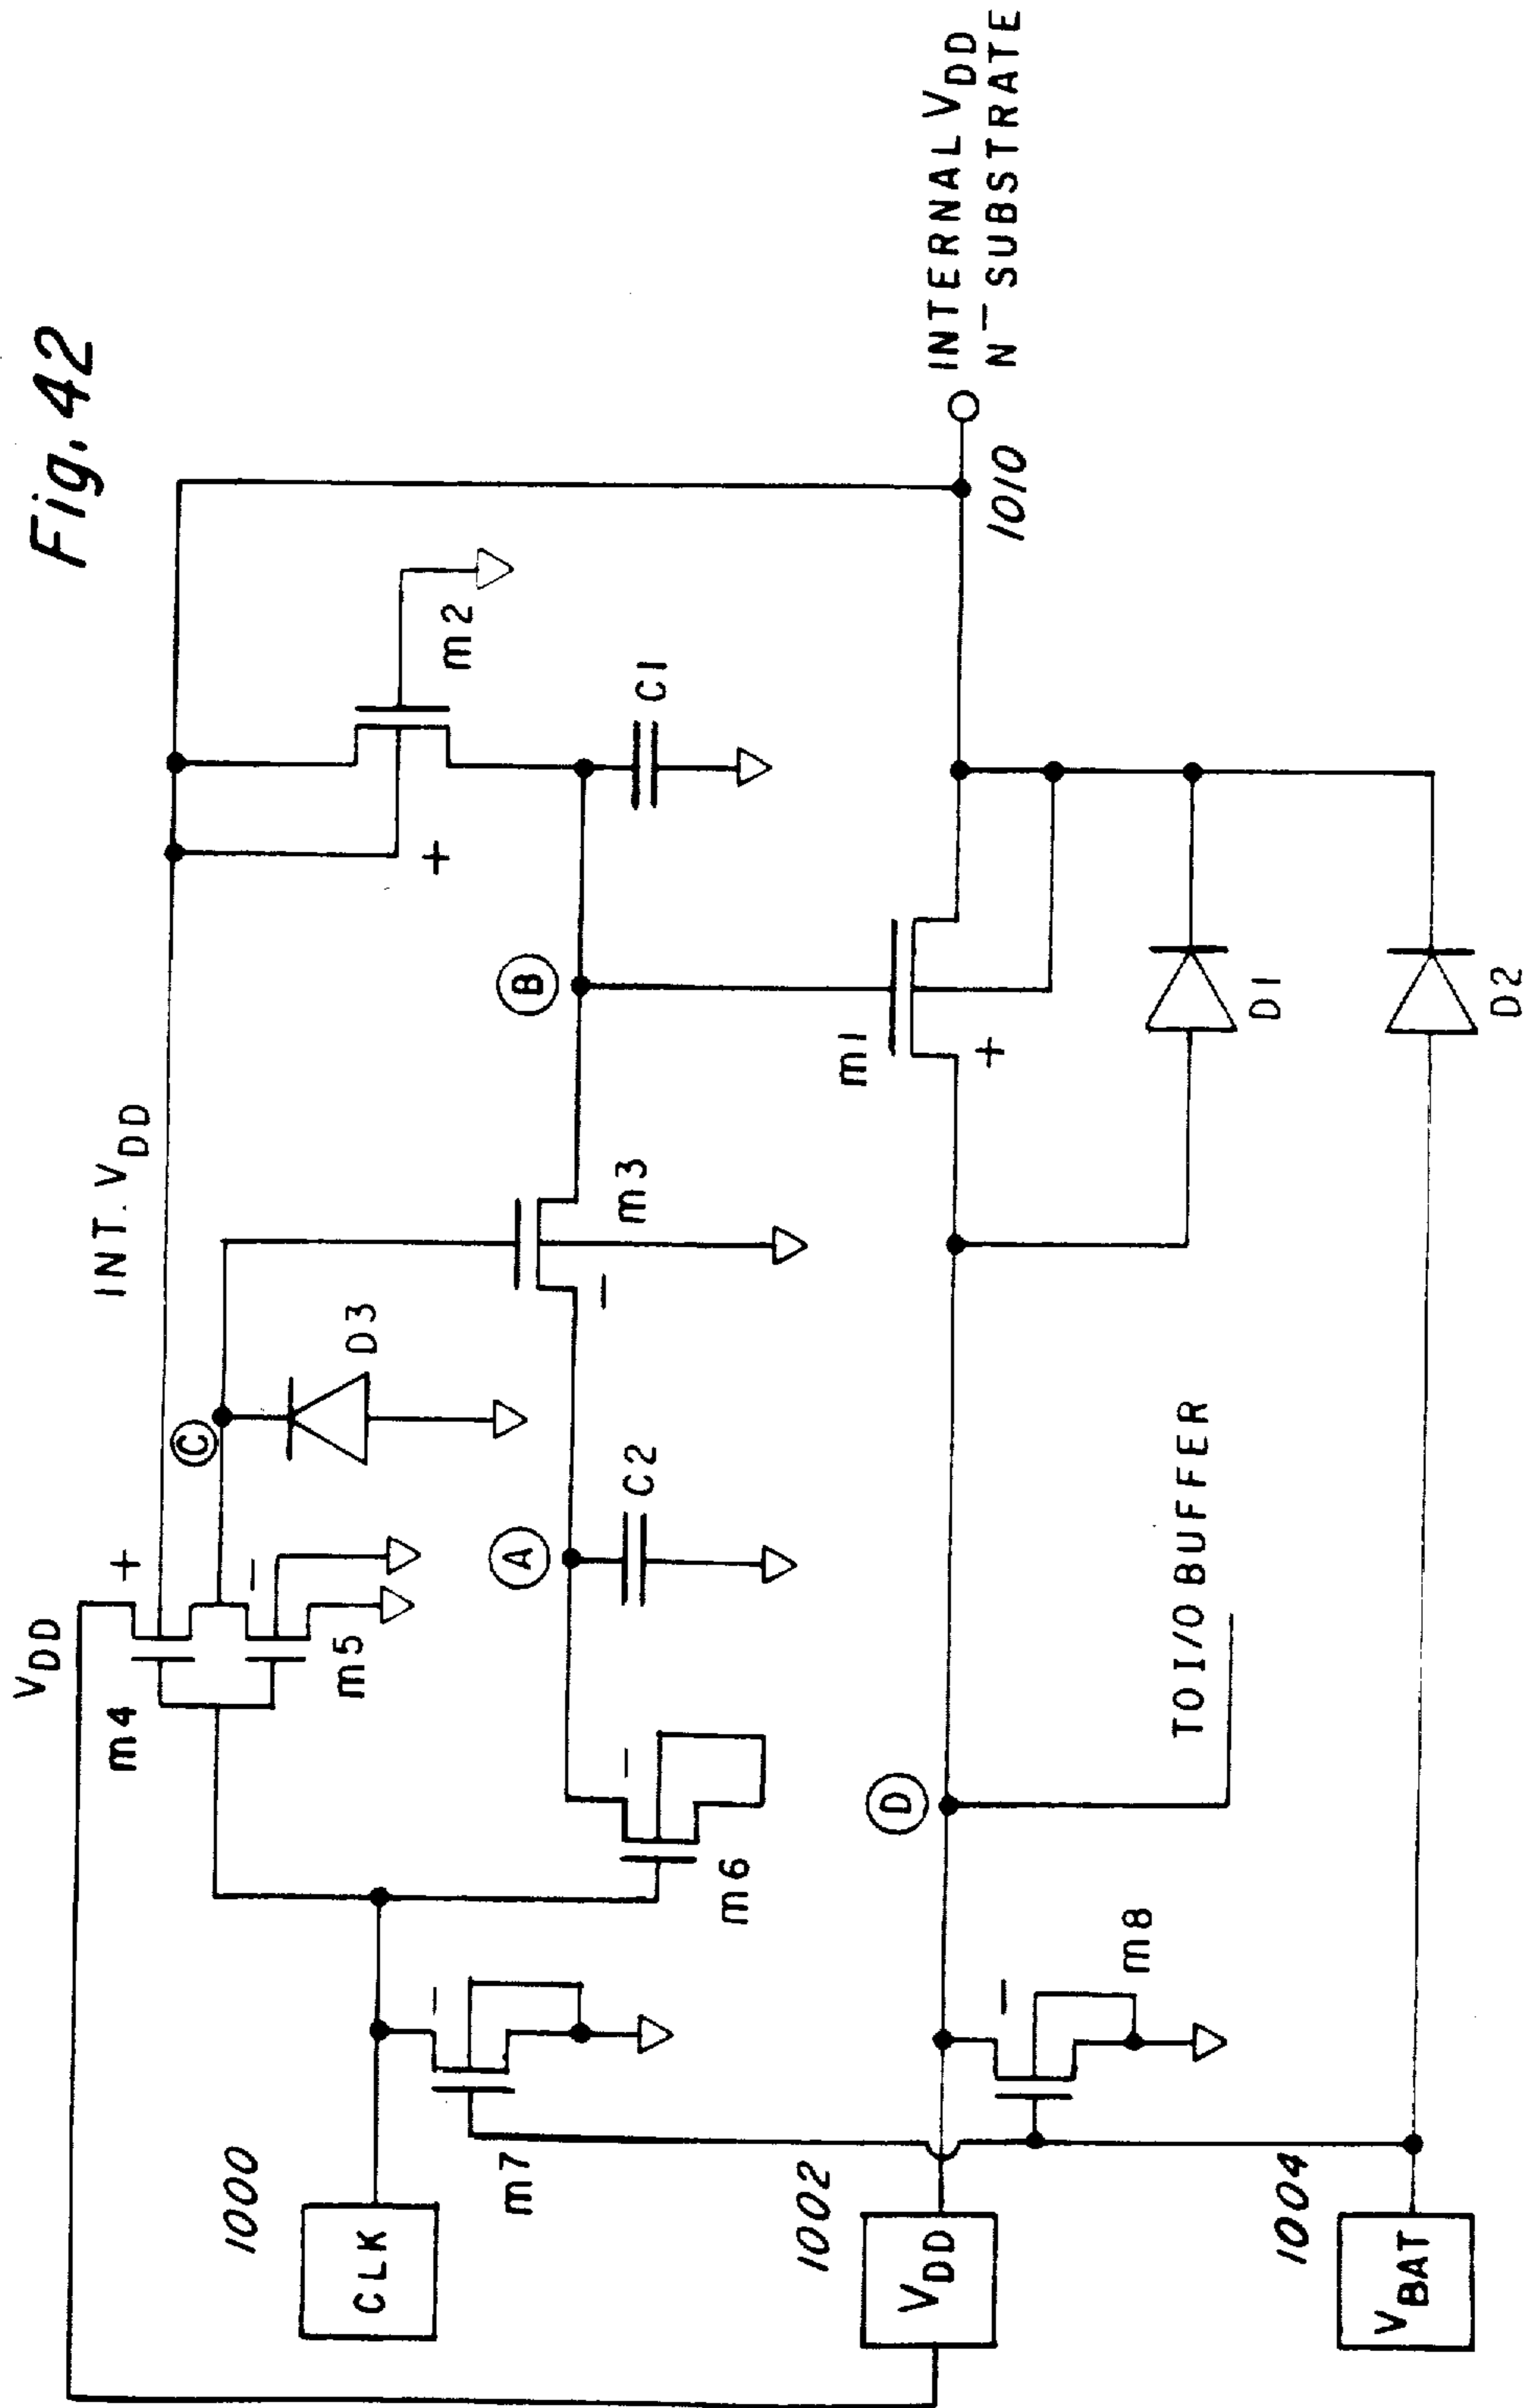 Fig. 42
VDD
m4
+
−
m5
C
D3
INT. VDD
m2
+
C1
B
m3
−
A
C2
m6
−
1000
CLK
m7
−
D
TO I/O BUFFER
m1
+
1010
INTERNAL VDD
N⁻ SUBSTRATE
D1
D2
1002
VDD
m8
−
1004
VBAT